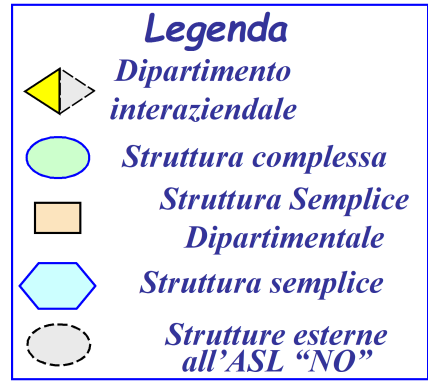 Legenda
Dipartimento
interaziendale
Struttura complessa
Struttura Semplice
Dipartimentale
Struttura semplice
Strutture esterne
all'ASL “NO”